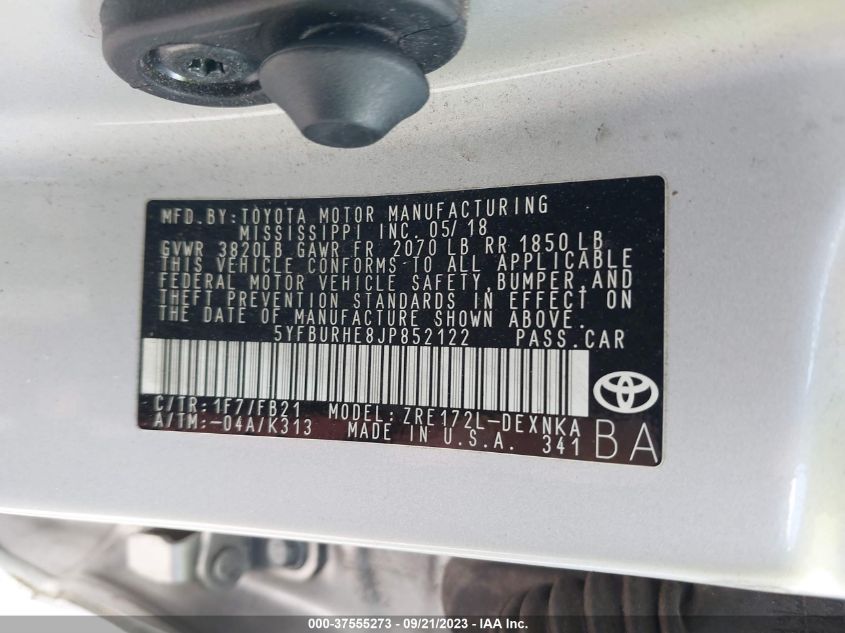 MFD.BY:TOYOTA MOTOR MANUFACTURING
MISSISSIPPI INC. 05/18
GVWR 3820LB GAWR FR 2070 LB RR 1850 LB
THIS VEHICLE CONFORMS TO ALL APPLICABLE
FEDERAL MOTOR VEHICLE SAFETY,BUMPER,AND
THEFT PREVENTION STANDARDS IN EFFECT ON
THE DATE OF MANUFACTURE SHOWN ABOVE.
5YFBURHE8JP852122 PASS.CAR
C/TR:1F7/FB21 MODEL:ZRE172L-DEXNKA
A/TM:-04A/K313 MADE IN U.S.A. 341 BA
000-37555273 - 09/21/2023 - IAA Inc.